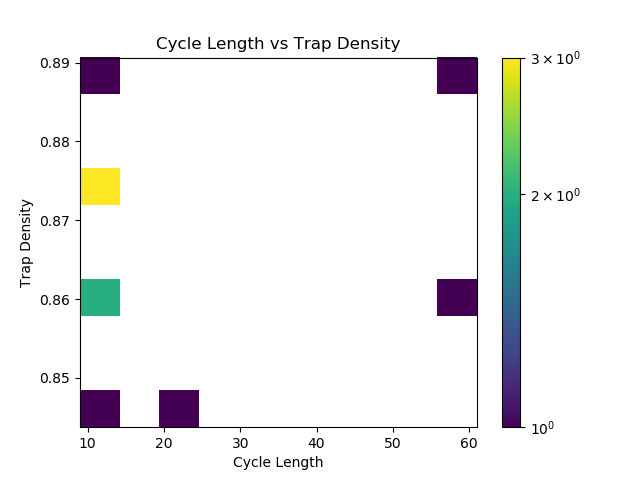 Cycle Length vs Trap Density
0.89
0.88
0.87
0.86
0.85
Trap Density
10 20 30 40 50 60
Cycle Length
3 × 10⁰
2 × 10⁰
10⁰